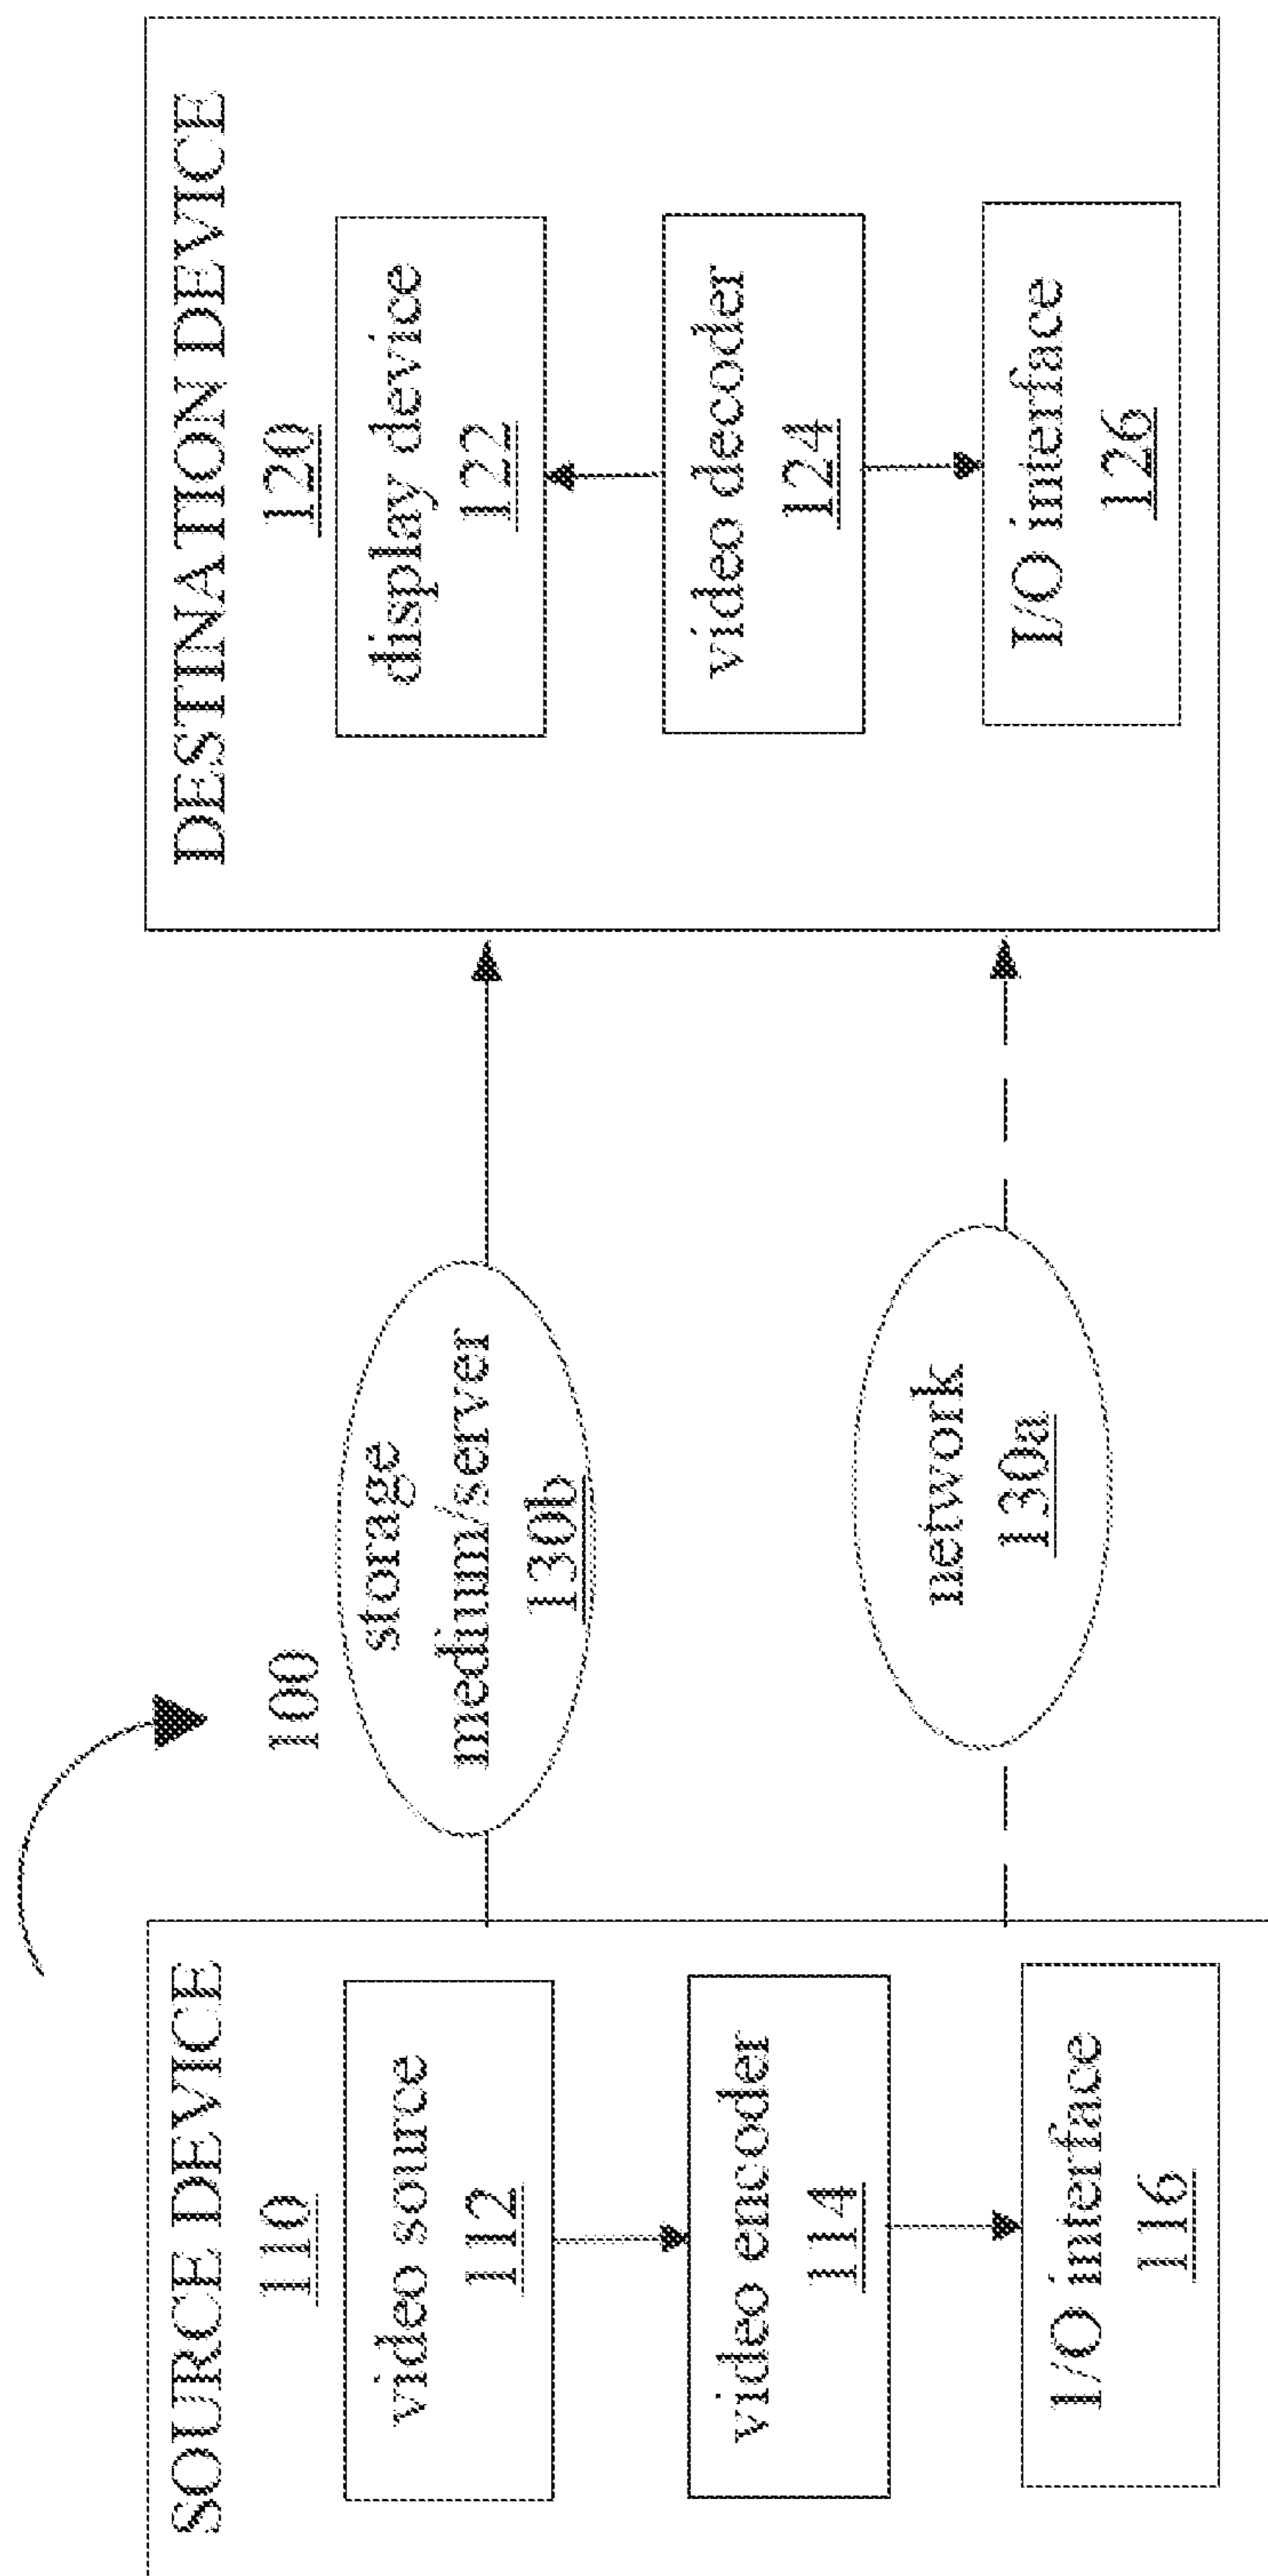 100
SOURCE DEVICE
110
video source
112
video encoder
114
I/O interface
116
storage
medium/server
130b
network
130a
DESTINATION DEVICE
120
display device
122
video decoder
124
I/O interface
126